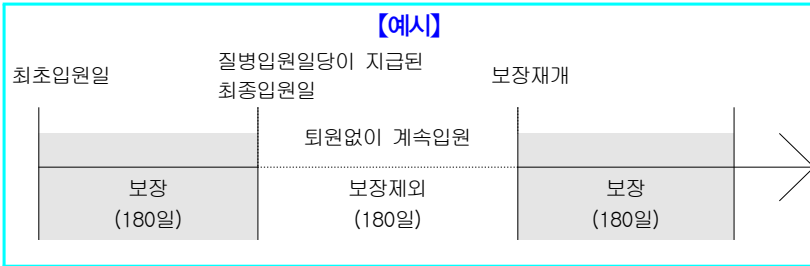 【예시】
최초입원일
질병입원일당이 지급된
최종입원일
보장재개
퇴원없이 계속입원
보장
(180일)
보장제외
(180일)
보장
(180일)